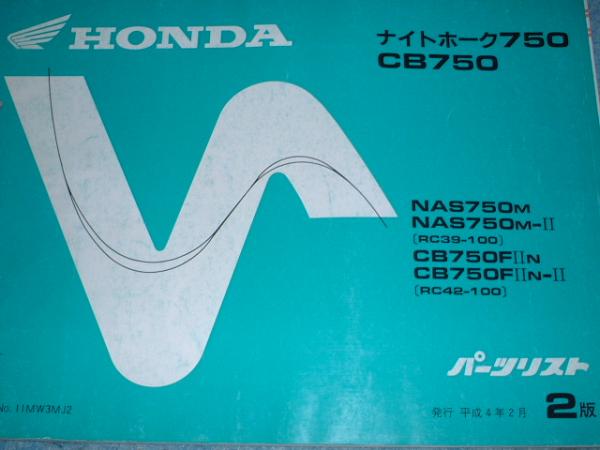 HONDA
ナイトホーク750
CB750
NAS750M
NAS750M-II
(RC39-100)
CB750FIIN
CB750FIIN-II
(RC42-100)
パーツリスト
No. 11MW3MJ2
発行 平成4年2月 2版